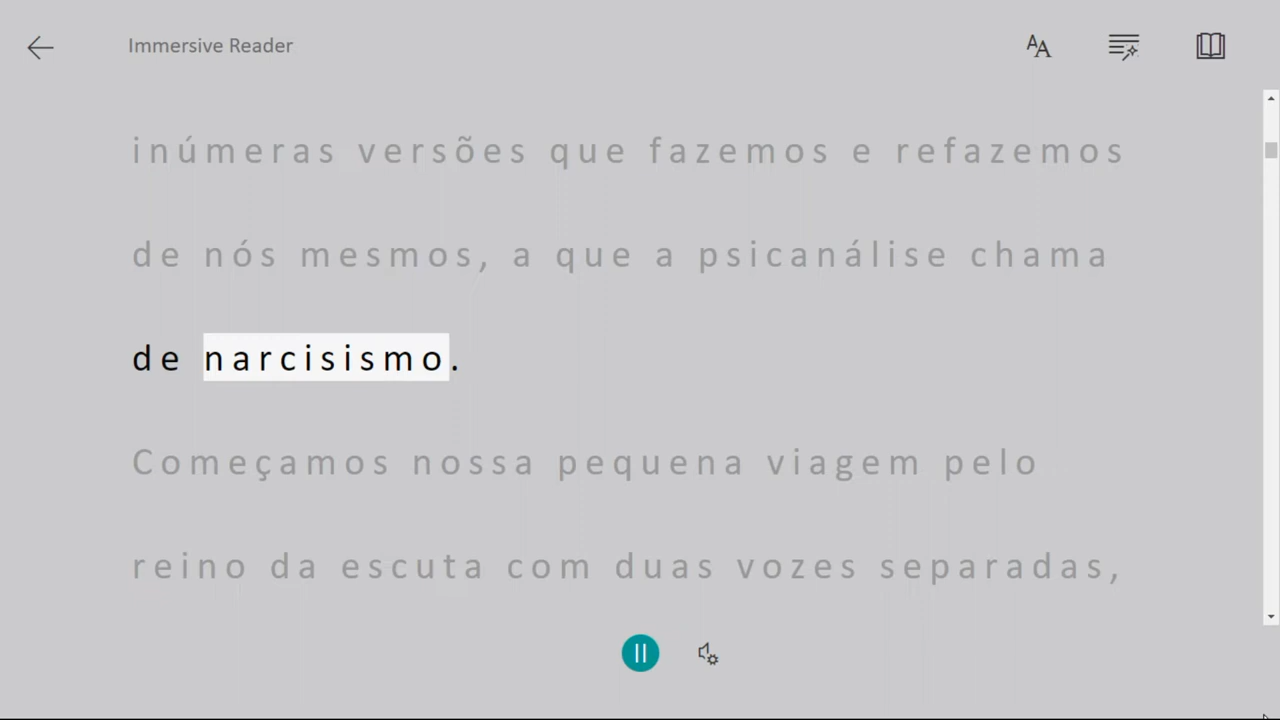 Immersive Reader
AA
inúmeras versões que fazemos e refazemos
de nós mesmos, a que a psicanálise chama
de narcisismo.
Começamos nossa pequena viagem pelo
reino da escuta com duas vozes separadas,